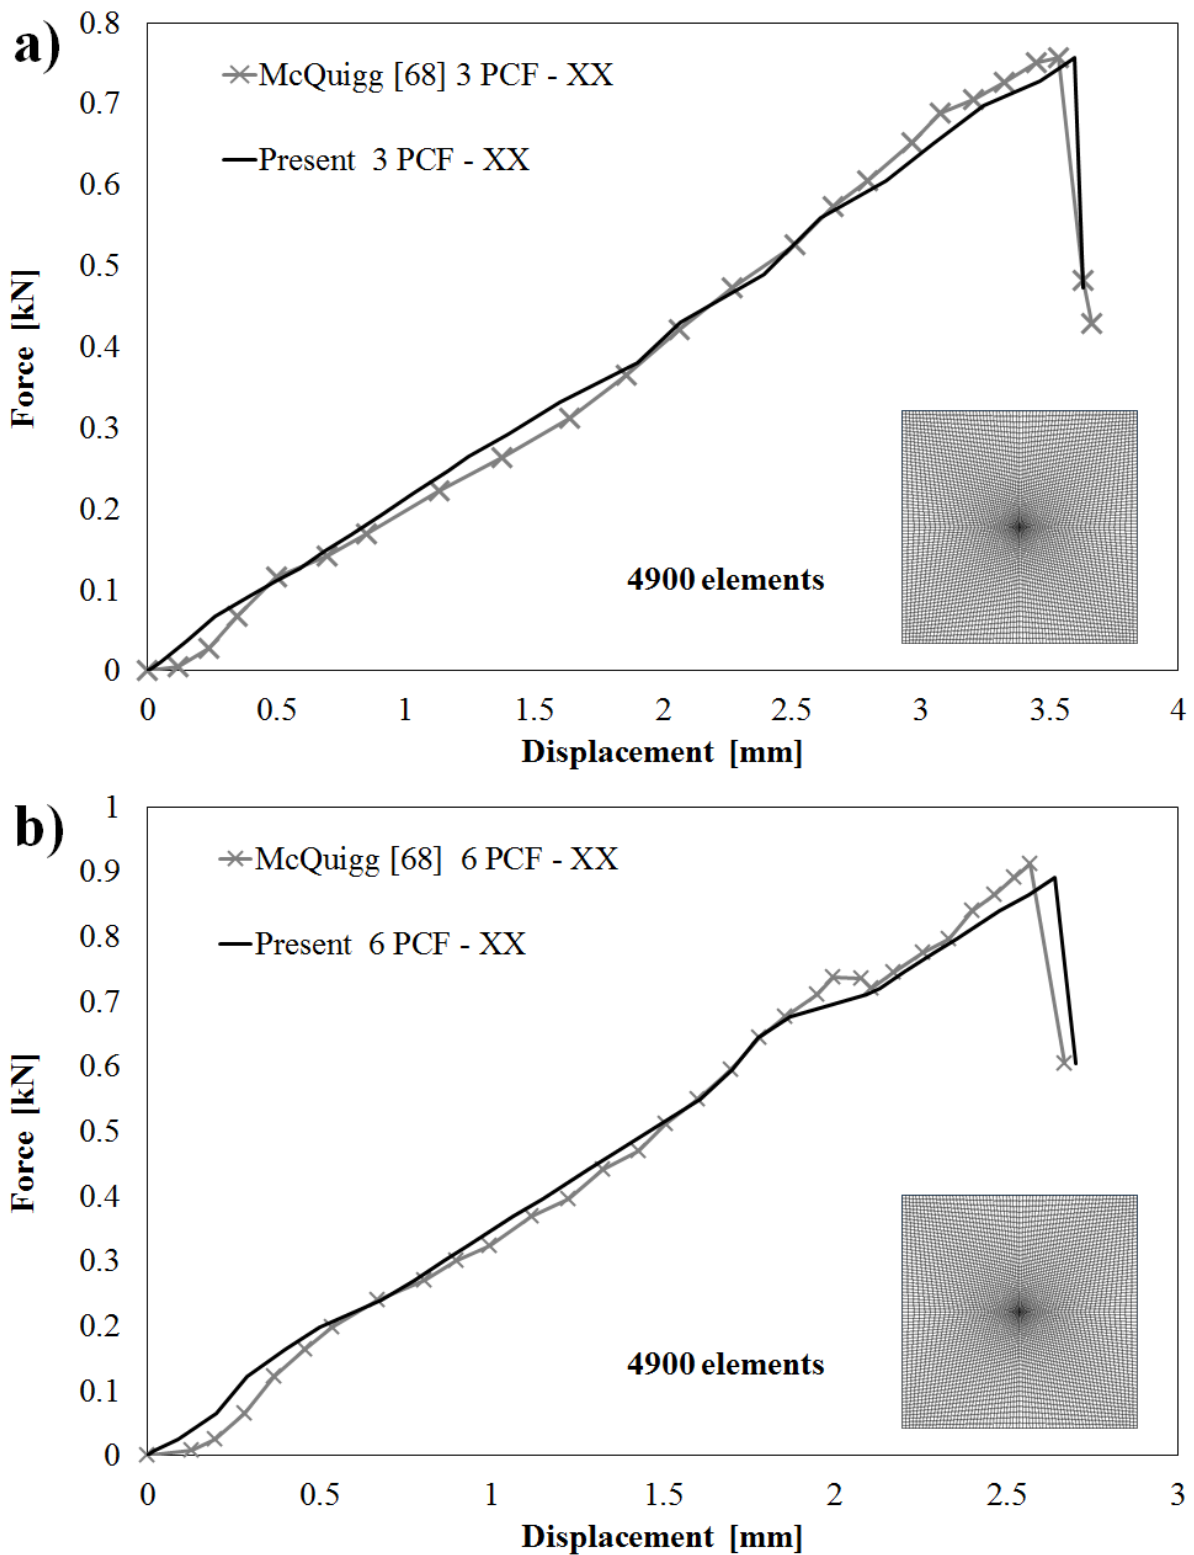 a)
0.8
0.7
0.6
0.5
0.4
0.3
0.2
0.1
0
Force [kN]
McQuigg [68] 3 PCF - XX
Present 3 PCF - XX
4900 elements
0 0.5 1 1.5 2 2.5 3 3.5 4
Displacement [mm]
b)
1
0.9
0.8
0.7
0.6
0.5
0.4
0.3
0.2
0.1
0
Force [kN]
McQuigg [68] 6 PCF - XX
Present 6 PCF - XX
4900 elements
0 0.5 1 1.5 2 2.5 3
Displacement [mm]